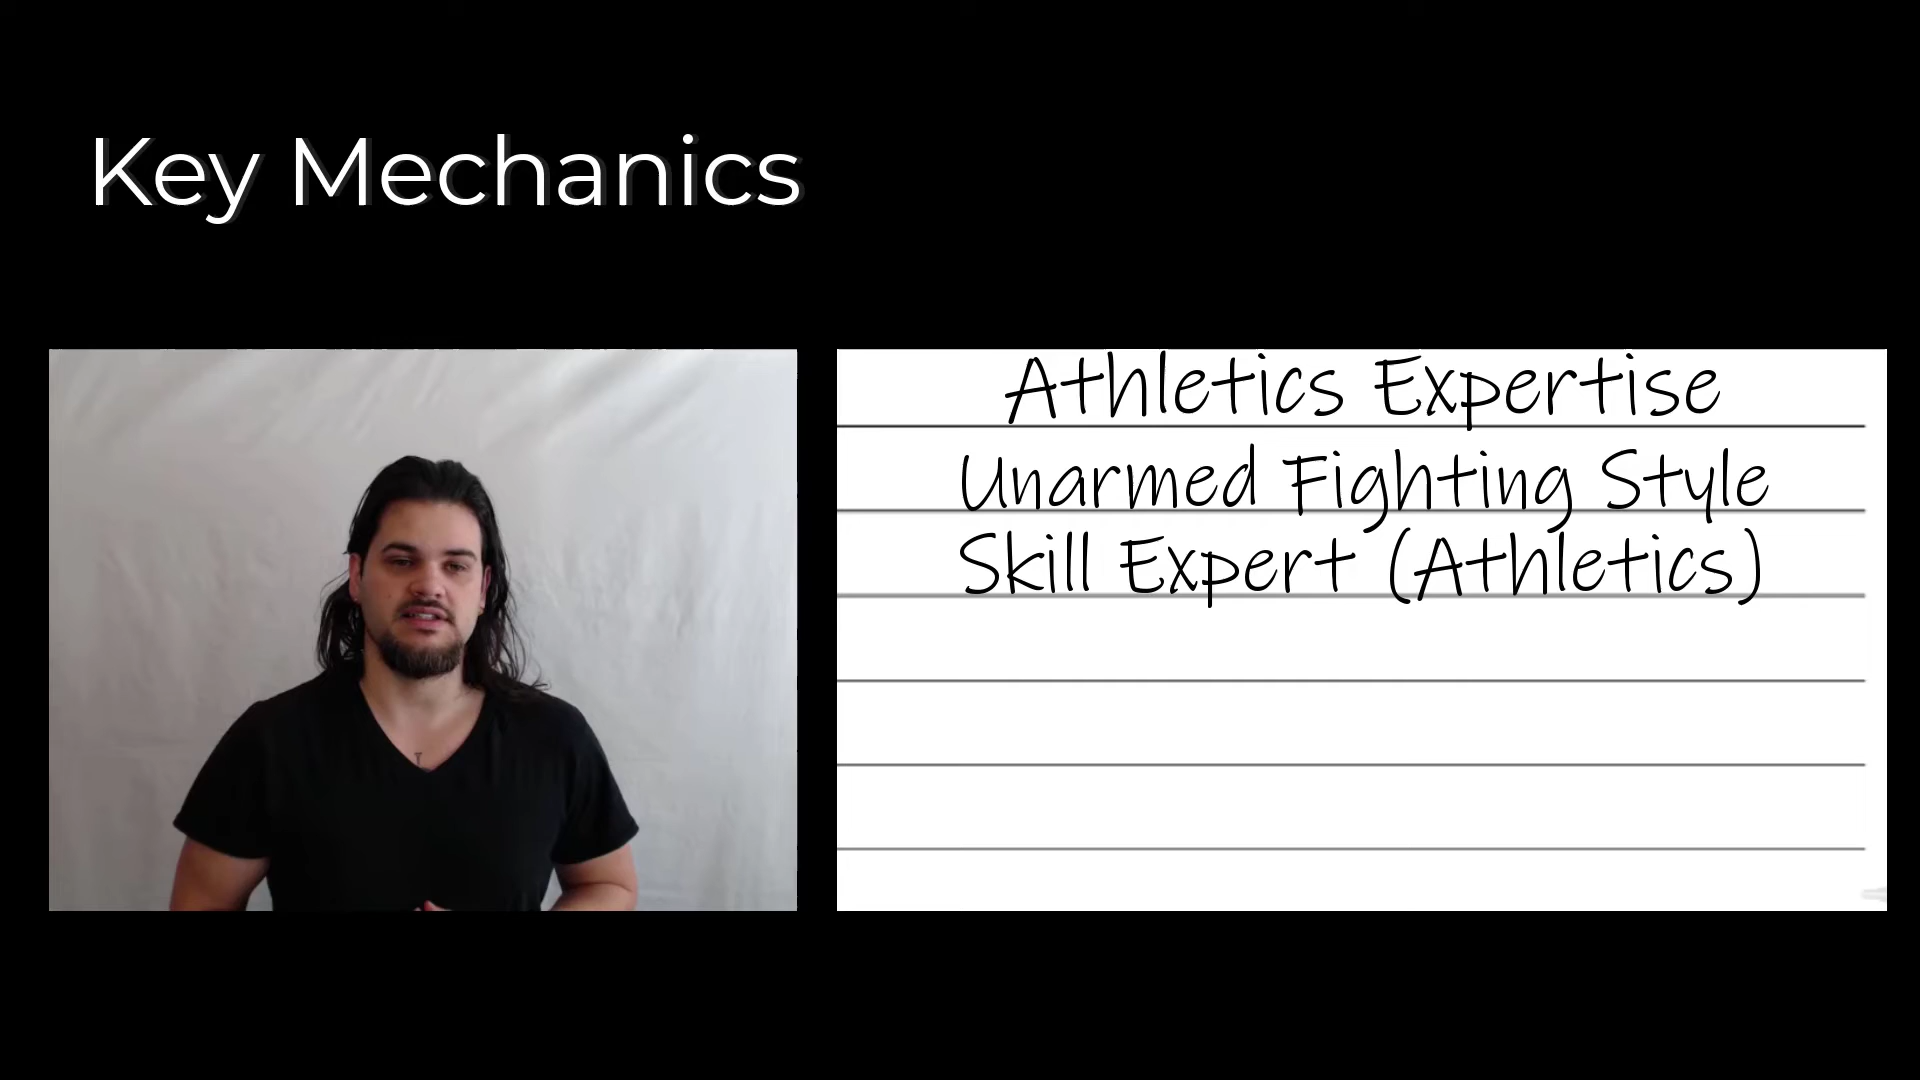 Key Mechanics
Athletics Expertise
Unarmed Fighting Style
Skill Expert (Athletics)